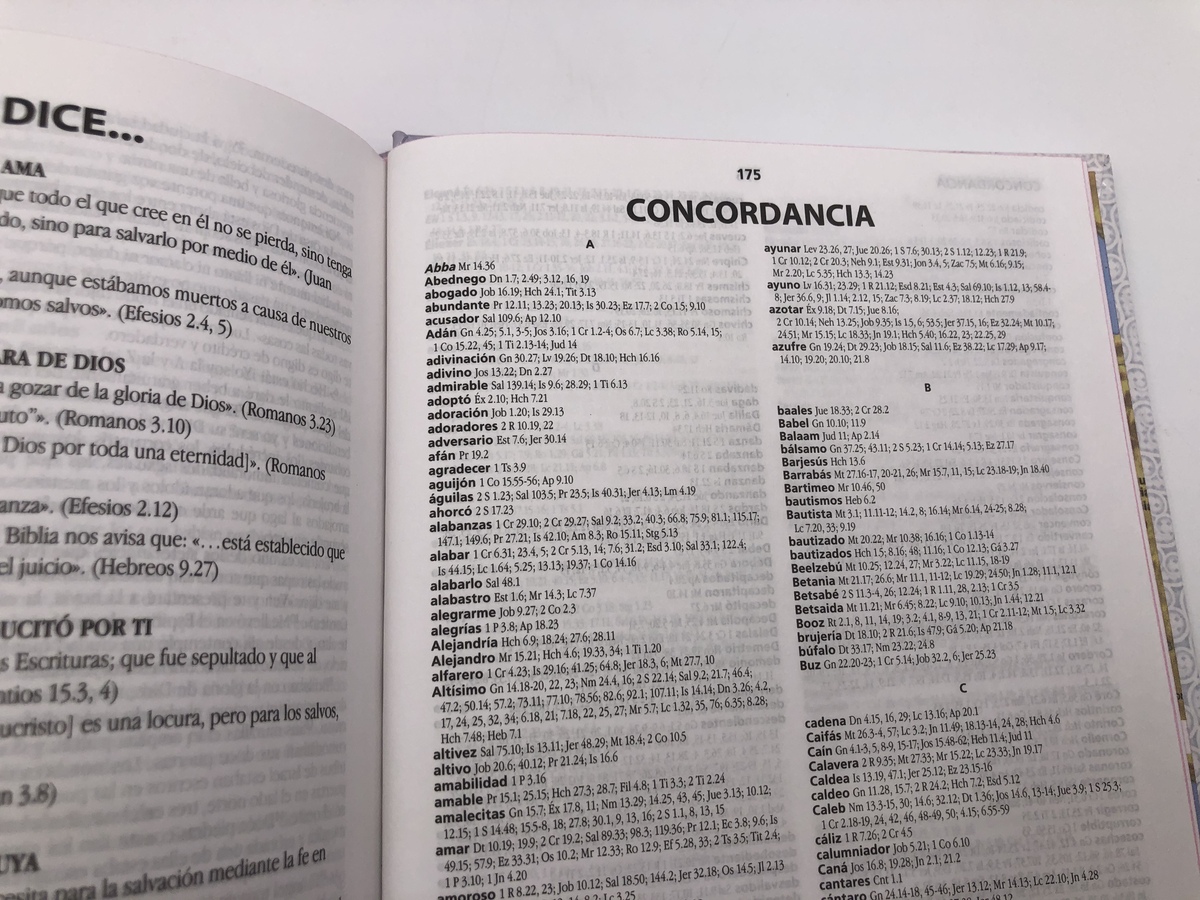 DICE...
AMA
que todo el que cree en él no se pierda, sino tenga
do, sino para salvarlo por medio de él». (Juan
, aunque estábamos muertos a causa de nuestros
omos salvos». (Efesios 2.4, 5)
ARA DE DIOS
a gozar de la gloria de Dios». (Romanos 3.23)
uto”». (Romanos 3.10)
Dios por toda una eternidad]». (Romanos
anza». (Efesios 2.12)
Biblia nos avisa que: «…está establecido que
el juicio». (Hebreos 9.27)
UCITÓ POR TI
s Escrituras; que fue sepultado y que al
ntios 15.3, 4)
ucristo] es una locura, pero para los salvos,
n 3.8)
UYA
cesita para la salvación mediante la fe en
175
CONCORDANCIA
A
Abba Mr 14.36
Abednego Dn 1.7; 2.49; 3.12, 16, 19
abogado Job 16.19; Hch 24.1; Tit 3.13
abundante Pr 12.11; 13.23; 20.13; Is 30.23; Ez 17.7; 2 Co 1.5; 9.10
acusador Sal 109.6; Ap 12.10
Adán Gn 4.25; 5.1, 3-5; Jos 3.16; 1 Cr 1.2-4; Os 6.7; Lc 3.38; Ro 5.14, 15;
1 Co 15.22, 45; 1 Ti 2.13-14; Jud 14
adivinación Gn 30.27; Lv 19.26; Dt 18.10; Hch 16.16
adivino Jos 13.22; Dn 2.27
admirable Sal 139.14; Is 9.6; 28.29; 1 Ti 6.13
adoptó Éx 2.10; Hch 7.21
adoración Job 1.20; Is 29.13
adoradores 2 R 10.19, 22
adversario Est 7.6; Jer 30.14
afán Pr 19.2
agradecer 1 Ts 3.9
aguijón 1 Co 15.55-56; Ap 9.10
águilas 2 S 1.23; Sal 103.5; Pr 23.5; Is 40.31; Jer 4.13; Lm 4.19
ahorcó 2 S 17.23
alabanzas 1 Cr 29.10; 2 Cr 29.27; Sal 9.2; 33.2; 40.3; 66.8; 75.9; 81.1; 115.17;
147.1; 149.6; Pr 27.21; Is 42.10; Am 8.3; Ro 15.11; Stg 5.13
alabar 1 Cr 6.31; 23.4, 5; 2 Cr 5.13, 14; 7.6; 31.2; Esd 3.10; Sal 33.1; 122.4;
Is 44.15; Lc 1.64; 5.25; 13.13; 19.37; 1 Co 14.16
alabarlo Sal 48.1
alabastro Est 1.6; Mr 14.3; Lc 7.37
alegrarme Job 9.27; 2 Co 2.3
alegrías 1 P 3.8; Ap 18.23
Alejandría Hch 6.9; 18.24; 27.6; 28.11
Alejandro Mr 15.21; Hch 4.6; 19.33, 34; 1 Ti 1.20
alfarero 1 Cr 4.23; Is 29.16; 41.25; 64.8; Jer 18.3, 6; Mt 27.7, 10
Altísimo Gn 14.18-20, 22, 23; Nm 24.4, 16; 2 S 22.14; Sal 9.2; 21.7; 46.4;
47.2; 50.14; 57.2; 73.11; 77.10; 78.56; 82.6; 92.1; 107.11; Is 14.14; Dn 3.26; 4.2,
17, 24, 25, 32, 34; 6.18, 21; 7.18, 22, 25, 27; Mr 5.7; Lc 1.32, 35, 76; 6.35; 8.28;
Hch 7.48; Heb 7.1
altivez Sal 75.10; Is 13.11; Jer 48.29; Mt 18.4; 2 Co 10.5
altivo Job 20.6; 40.12; Pr 21.24; Is 16.6
amabilidad 1 P 3.16
amable Pr 15.1; 25.15; Hch 27.3; 28.7; Fil 4.8; 1 Ti 3.3; 2 Ti 2.24
amalecitas Gn 15.7; Éx 17.8, 11; Nm 13.29; 14.25, 43, 45; Jue 3.13; 10.12;
12.15; 1 S 14.48; 15.5-8, 18; 27.8; 30.1, 9, 13, 16; 2 S 1.1, 8, 13, 15
amar Dt 10.19; 19.9; 2 Cr 19.2; Sal 89.33; 98.3; 119.36; Pr 12.1; Ec 3.8; 9.6; Is
49.15; 57.9; Ez 33.31; Os 10.2; Mr 12.33; Ro 12.9; Ef 5.28, 33; 2 Ts 3.5; Tit 2.4;
1 P 3.10; 1 Jn 4.20
amoroso 1 R 8.22, 23; Job 10.12; Sal 18.50; 144.2; Jer 32.18; Os 14.5; Jl 2.13
ayunar Lev 23.26, 27; Jue 20.26; 1 S 7.6; 30.13; 2 S 1.12; 12.23; 1 R 21.9;
1 Cr 10.12; 2 Cr 20.3; Neh 9.1; Est 9.31; Jon 3.4, 5; Zac 7.5; Mt 6.16; 9.15;
Mr 2.20; Lc 5.35; Hch 13.3; 14.23
ayuno Lv 16.31; 23.29; 1 R 21.12; Esd 8.21; Est 4.3; Sal 69.10; Is 1.12, 13; 58.4-
8; Jer 36.6, 9; Jl 1.14; 2.12, 15; Zac 7.3; 8.19; Lc 2.37; 18.12; Hch 27.9
azotar Éx 9.18; Dt 7.15; Jue 8.16;
2 Cr 10.14; Neh 13.25; Job 9.35; Is 1.5, 6; 53.5; Jer 37.15, 16; Ez 32.24; Mt 10.17;
24.51; Mr 15.15; Lc 18.33; Jn 19.1; Hch 5.40; 16.22, 23; 22.25, 29
azufre Gn 19.24; Dt 29.23; Job 18.15; Sal 11.6; Ez 38.22; Lc 17.29; Ap 9.17;
14.10; 19.20; 20.10; 21.8
B
baales Jue 18.33; 2 Cr 28.2
Babel Gn 10.10; 11.9
Balaam Jud 11; Ap 2.14
bálsamo Gn 37.25; 43.11; 2 S 5.23; 1 Cr 14.14; 5.13; Ez 27.17
Barjesús Hch 13.6
Barrabás Mt 27.16-17, 20-21, 26; Mr 15.7, 11, 15; Lc 23.18-19; Jn 18.40
Bartimeo Mr 10.46, 50
bautismos Heb 6.2
Bautista Mt 3.1; 11.11-12; 14.2, 8; 16.14; Mr 6.14, 24-25; 8.28;
Lc 7.20, 33; 9.19
bautizado Mt 20.22; Mr 10.38; 16.16; 1 Co 1.13-14
bautizados Hch 1.5; 8.16; 48; 11.16; 1 Co 12.13; Gá 3.27
Beelzebú Mt 10.25; 12.24, 27; Mr 3.22; Lc 11.15, 18-19
Betania Mt 21.17; 26.6; Mr 11.1, 11-12; Lc 19.29; 24.50; Jn 1.28; 11.1, 12.1
Betsabé 2 S 11.3-4, 26; 12.24; 1 R 1.11, 28, 2.13; 1 Cr 3.5
Betsaida Mt 11.21; Mr 6.45; 8.22; Lc 9.10; 10.13; Jn 1.44; 12.21
Booz Rt 2.1, 8, 11, 14, 19; 3.2; 4.1, 8-9, 13, 21; 1 Cr 2.11-12; Mt 1.5; Lc 3.32
brujería Dt 18.10; 2 R 21.6; Is 47.9; Gá 5.20; Ap 21.18
búfalo Dt 33.17; Nm 23.22; 24.8
Buz Gn 22.20-23; 1 Cr 5.14; Job 32.2, 6; Jer 25.23
C
cadena Dn 4.15, 16, 29; Lc 13.16; Ap 20.1
Caifás Mt 26.3-4, 57; Lc 3.2; Jn 11.49; 18.13-14, 24, 28; Hch 4.6
Caín Gn 4.1-3, 5, 8-9, 15-17; Jos 15.48-62; Heb 11.4; Jud 11
Calavera 2 R 9.35; Mt 27.33; Mr 15.22; Lc 23.33; Jn 19.17
Caldea Is 13.19, 47.1; Jer 25.12; Ez 23.15-16
caldeo Gn 11.28, 15.7; 2 R 24.2; Hch 7.2; Esd 5.12
Caleb Nm 13.3-15, 30; 14.6; 32.12; Dt 1.36; Jos 14.6, 13-14; Jue 3.9; 1 S 25.3;
1 Cr 2.18-19, 24, 42, 46, 48-49, 50; 4.15; 6.55-59
cáliz 1 R 7.26; 2 Cr 4.5
calumniador Job 5.21; 1 Co 6.10
Caná Jos 16.8; 19.28; Jn 2.1; 21.2
cantares Cnt 1.1
cántaro Gn 24.14-18, 45-46; Jer 13.12; Mr 14.13; Lc 22.10; Jn 4.28